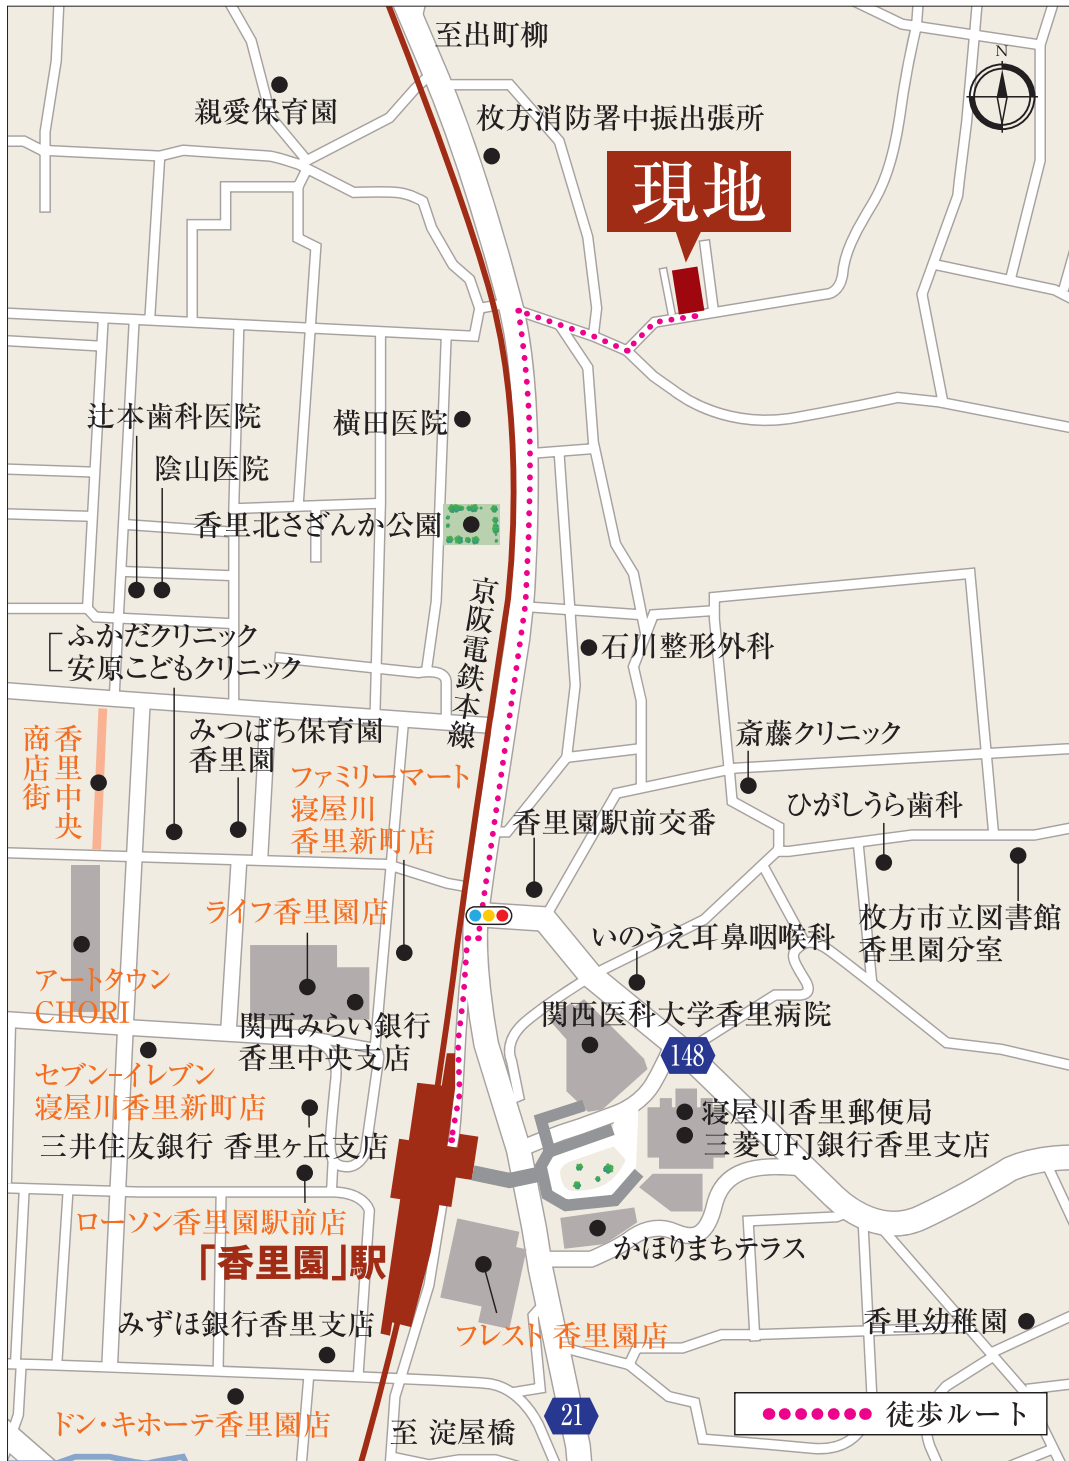 至出町柳
N
親愛保育園
枚方消防署中振出張所
現地
辻本歯科医院
横田医院
陰山医院
香里北さざんか公園
京阪電鉄本線
ふかだクリニック
安原こどもクリニック
石川整形外科
香里中央
商店街
みつばち保育園
香里園
斎藤クリニック
ファミリーマート
寝屋川
香里新町店
香里園駅前交番
ひがしうら歯科
ライフ香里園店
いのうえ耳鼻咽喉科
枚方市立図書館
香里園分室
アートタウン
CHORI
関西みらい銀行
香里中央支店
関西医科大学香里病院
148
セブン-イレブン
寝屋川香里新町店
三井住友銀行 香里ヶ丘支店
寝屋川香里郵便局
三菱UFJ銀行香里支店
ローソン香里園駅前店
「香里園」駅
かほりまちテラス
みずほ銀行香里支店
フレスト 香里園店
香里幼稚園
ドン・キホーテ香里園店
至 淀屋橋
21
徒歩ルート